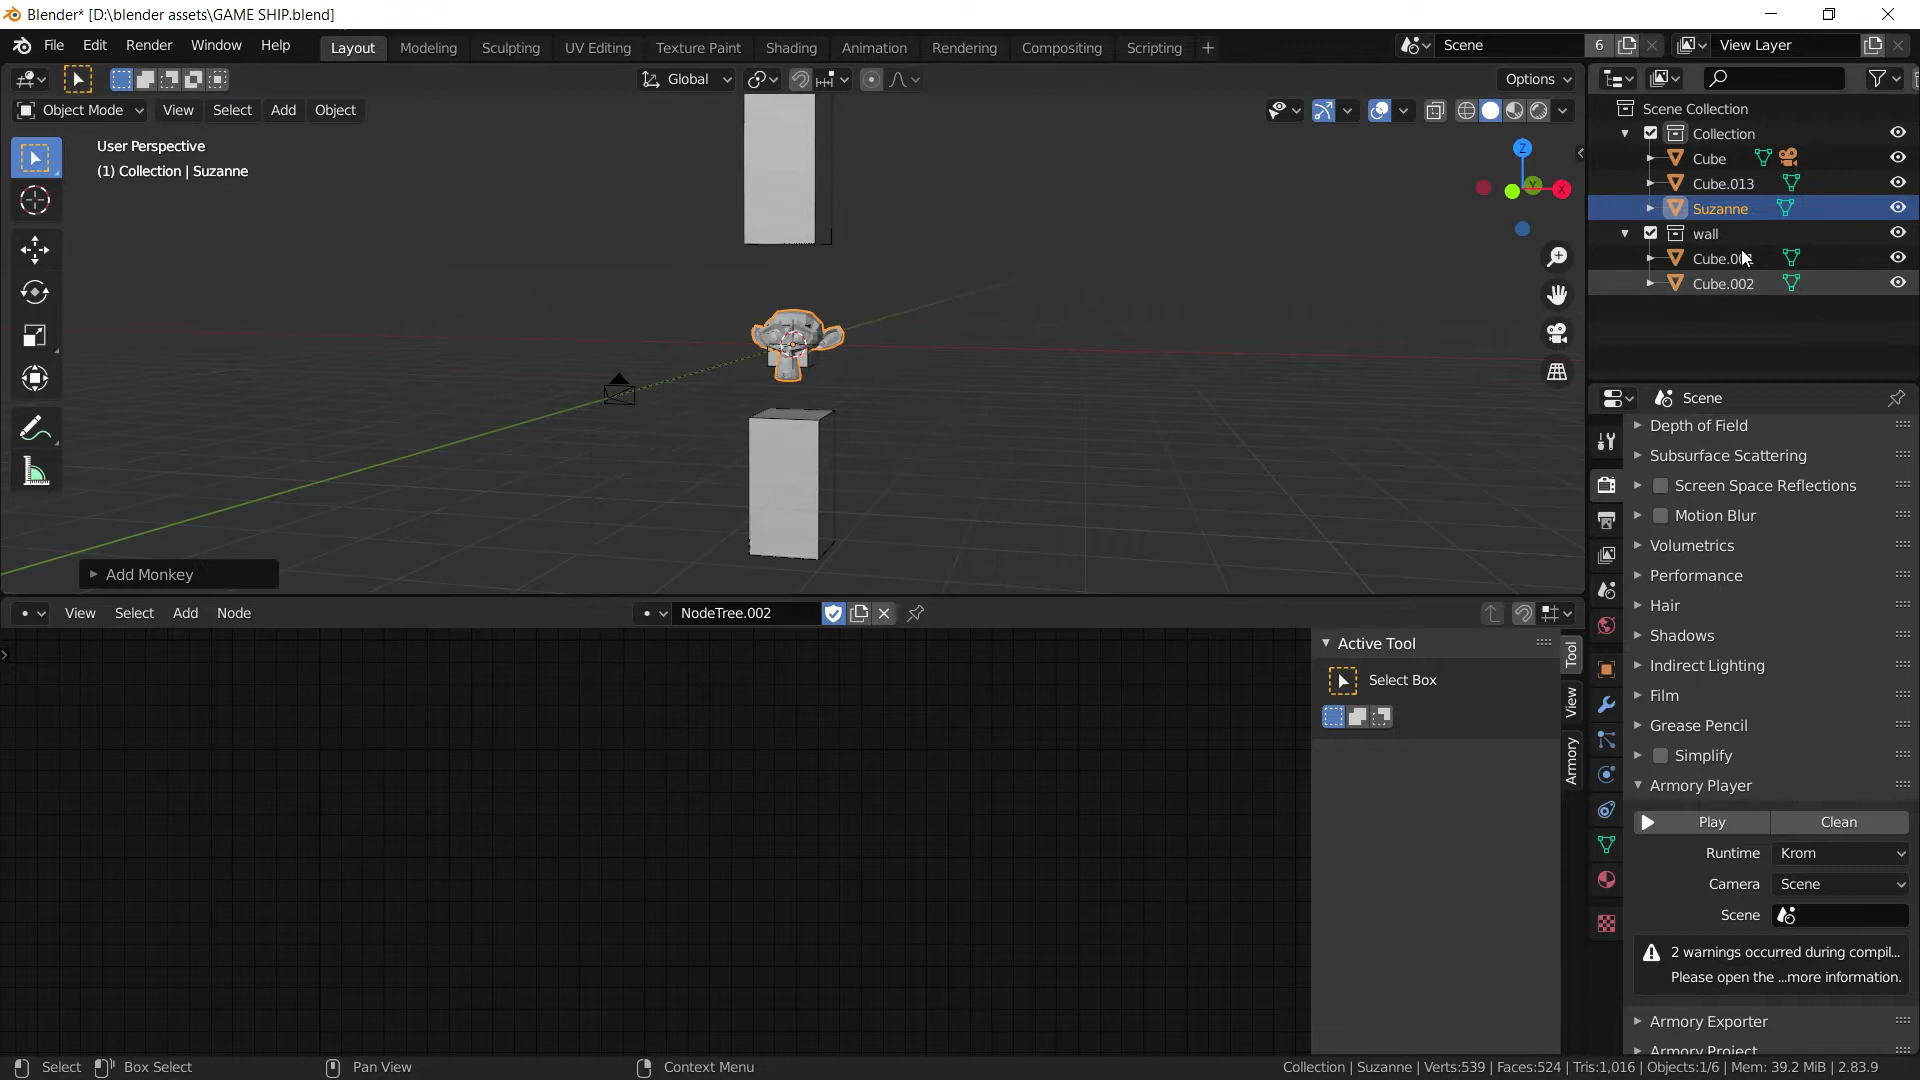 Blender* [D:\blender assets\GAME SHIP.blend]
File Edit Render Window Help Layout Modeling Sculpting UV Editing Texture Paint Shading Animation Rendering Compositing Scripting + Scene 6 View Layer
Global Options
Object Mode View Select Add Object
User Perspective
(1) Collection | Suzanne
Z
Y
X
Add Monkey
Scene Collection
Collection
Cube
Cube.013
Suzanne
wall
Cube.002
Scene
Depth of Field
Subsurface Scattering
Screen Space Reflections
Motion Blur
Volumetrics
Performance
Hair
Shadows
Indirect Lighting
Film
Grease Pencil
Simplify
Armory Player
Play Clean
Runtime Krom
Camera Scene
Scene
2 warnings occurred during compil...
Please open the ...more information.
Armory Exporter
Armory Project
View Select Add Node NodeTree.002
Active Tool
Select Box
Tool
View
Armory
Select Box Select Pan View Context Menu Collection | Suzanne | Verts:539 | Faces:524 | Tris:1,016 | Objects:1/6 | Mem: 39.2 MiB | 2.83.9